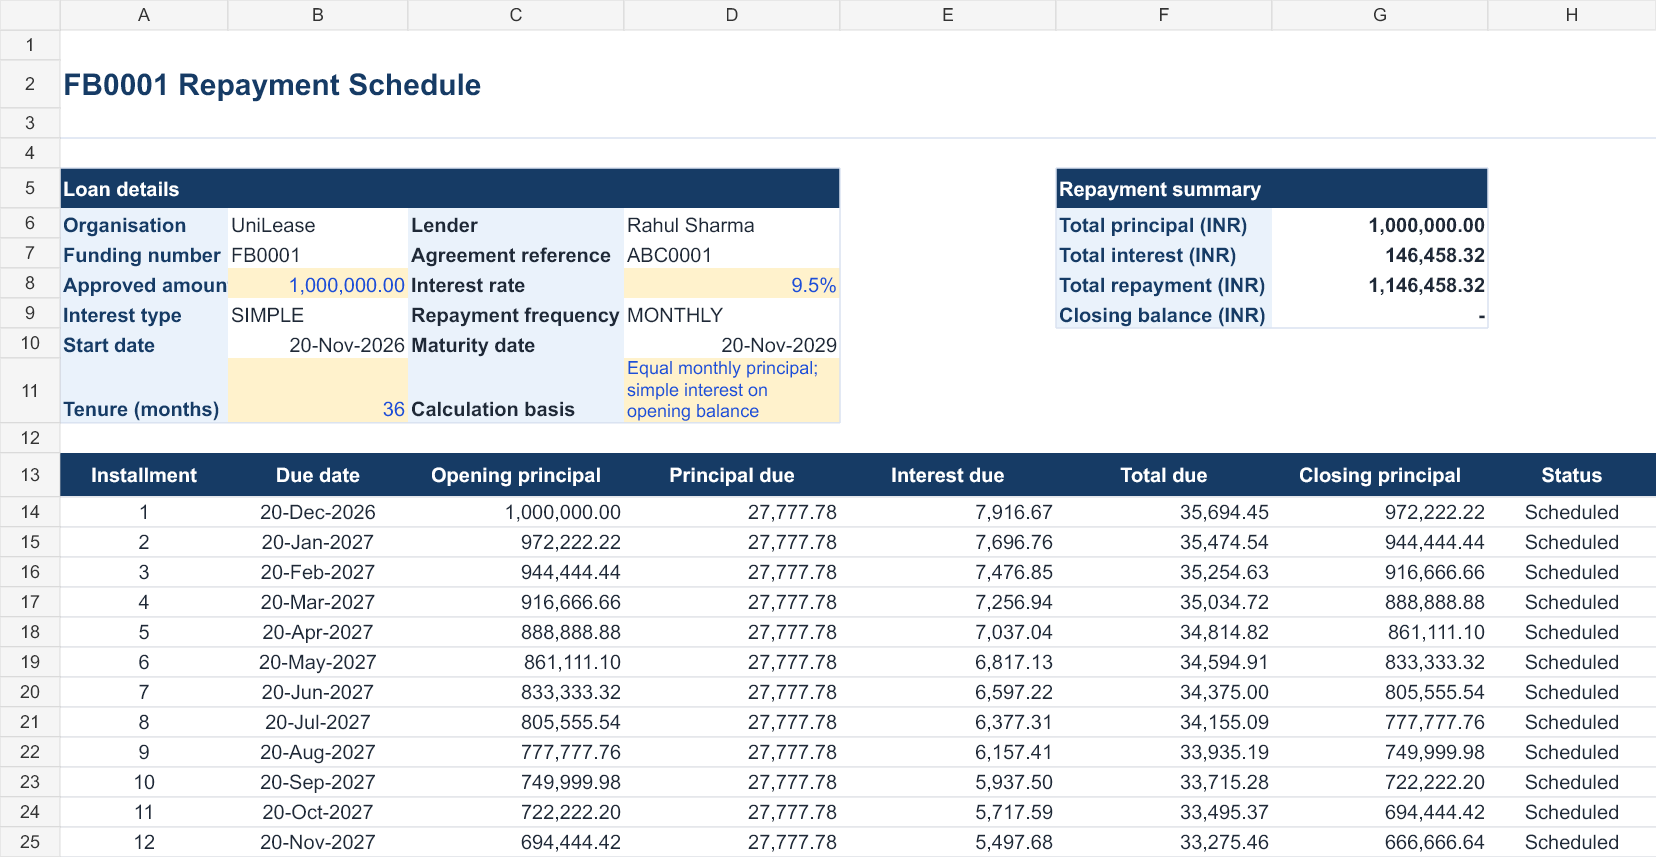 A B C D E F G H
1
2 FB0001 Repayment Schedule
3
4
5 Loan details Repayment summary
6 Organisation UniLease Lender Rahul Sharma Total principal (INR) 1,000,000.00
7 Funding number FB0001 Agreement reference ABC0001 Total interest (INR) 146,458.32
8 Approved amoun 1,000,000.00 Interest rate 9.5% Total repayment (INR) 1,146,458.32
9 Interest type SIMPLE Repayment frequency MONTHLY Closing balance (INR) -
10 Start date 20-Nov-2026 Maturity date 20-Nov-2029
Equal monthly principal;
11 simple interest on
Tenure (months) 36 Calculation basis opening balance
12
13 Installment Due date Opening principal Principal due Interest due Total due Closing principal Status
14 1 20-Dec-2026 1,000,000.00 27,777.78 7,916.67 35,694.45 972,222.22 Scheduled
15 2 20-Jan-2027 972,222.22 27,777.78 7,696.76 35,474.54 944,444.44 Scheduled
16 3 20-Feb-2027 944,444.44 27,777.78 7,476.85 35,254.63 916,666.66 Scheduled
17 4 20-Mar-2027 916,666.66 27,777.78 7,256.94 35,034.72 888,888.88 Scheduled
18 5 20-Apr-2027 888,888.88 27,777.78 7,037.04 34,814.82 861,111.10 Scheduled
19 6 20-May-2027 861,111.10 27,777.78 6,817.13 34,594.91 833,333.32 Scheduled
20 7 20-Jun-2027 833,333.32 27,777.78 6,597.22 34,375.00 805,555.54 Scheduled
21 8 20-Jul-2027 805,555.54 27,777.78 6,377.31 34,155.09 777,777.76 Scheduled
22 9 20-Aug-2027 777,777.76 27,777.78 6,157.41 33,935.19 749,999.98 Scheduled
23 10 20-Sep-2027 749,999.98 27,777.78 5,937.50 33,715.28 722,222.20 Scheduled
24 11 20-Oct-2027 722,222.20 27,777.78 5,717.59 33,495.37 694,444.42 Scheduled
25 12 20-Nov-2027 694,444.42 27,777.78 5,497.68 33,275.46 666,666.64 Scheduled